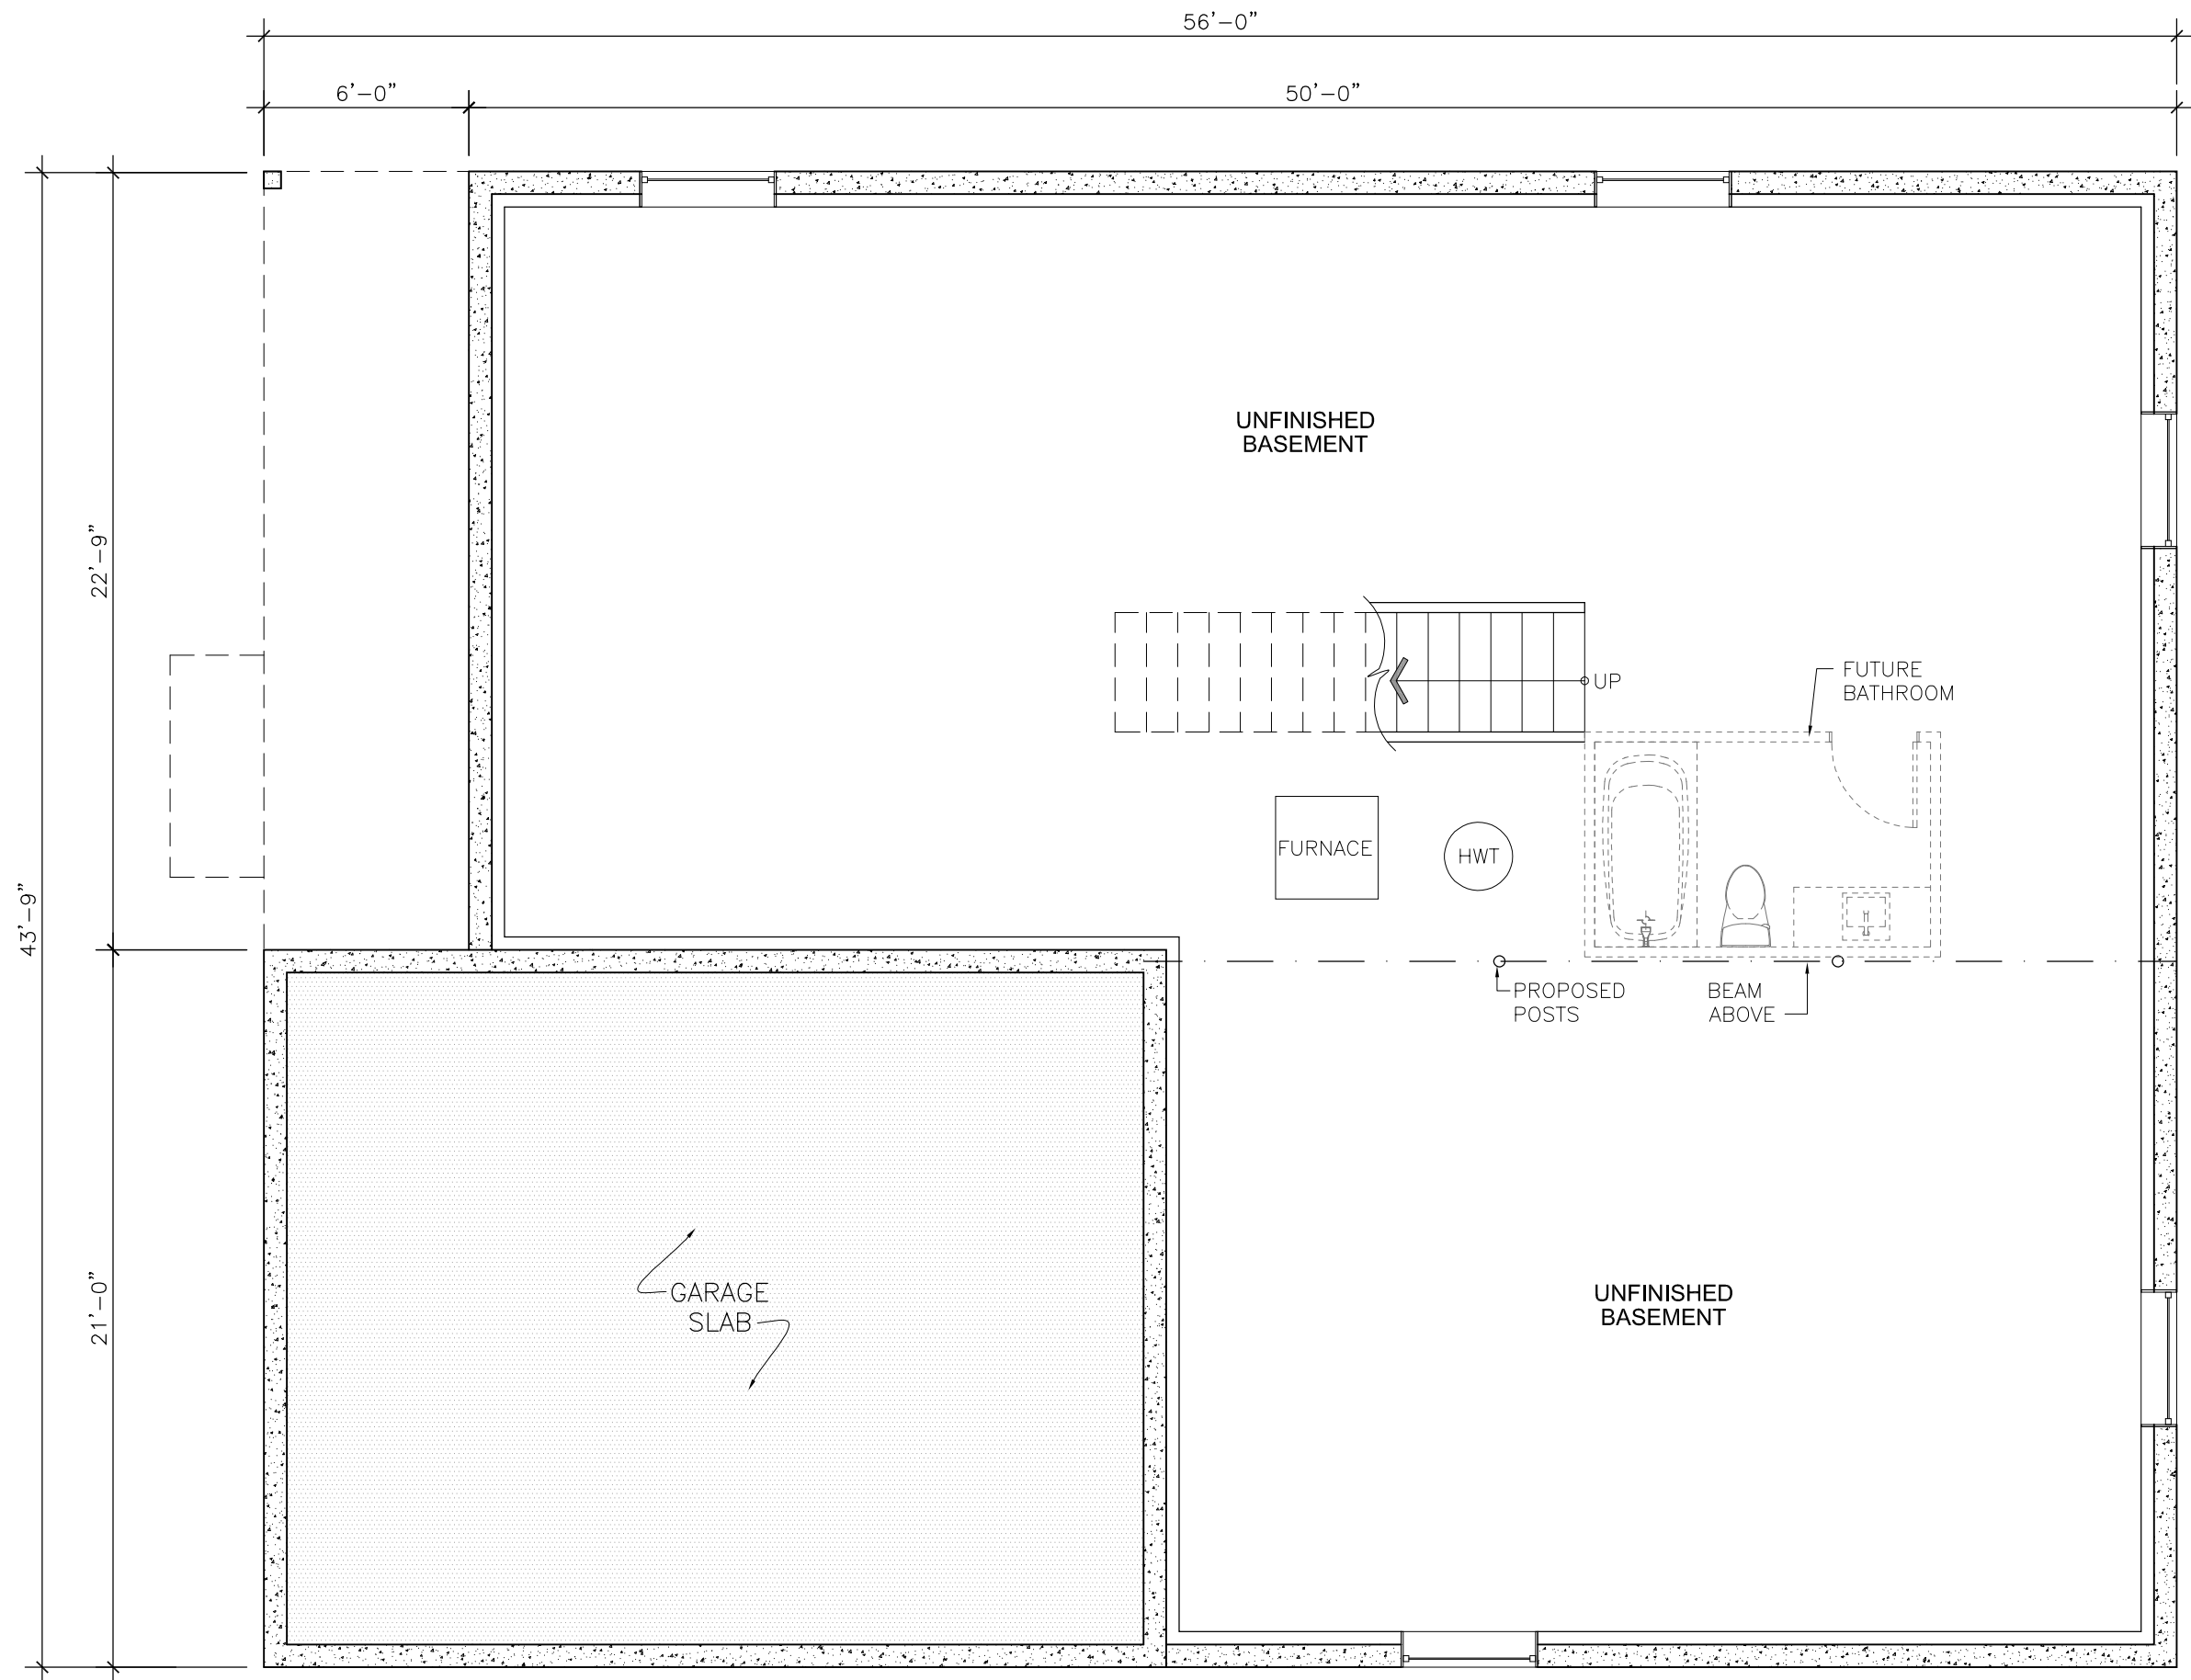 56’-0”
6’-0”
50’-0”
22’-9”
43’-9”
21’-0”
UNFINISHED
BASEMENT
UP
FUTURE
BATHROOM
FURNACE
HWT
PROPOSED
POSTS
BEAM
ABOVE
GARAGE
SLAB
UNFINISHED
BASEMENT